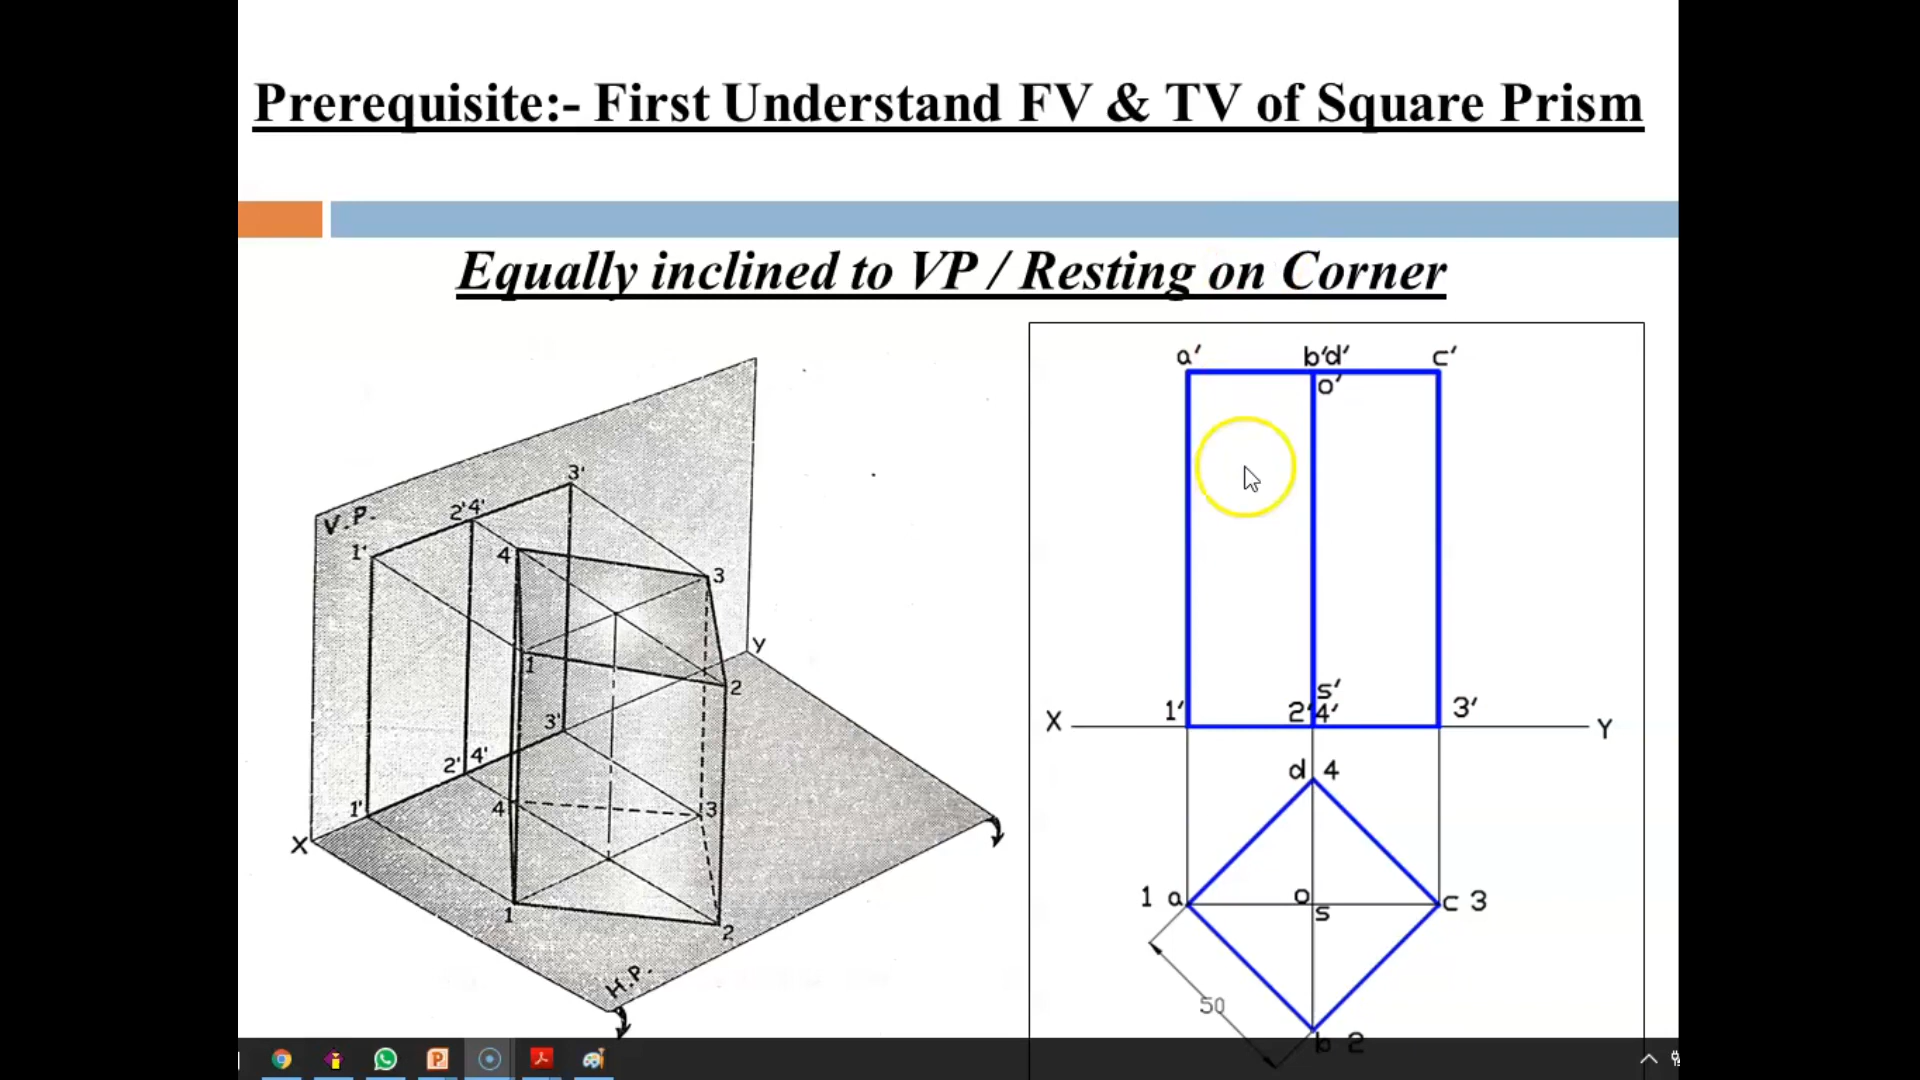 Prerequisite:- First Understand FV & TV of Square Prism
Equally inclined to VP / Resting on Corner
V.P.
3'
2'4'
1'
4
3
1
2
Y
3'
2' 4'
1'
4
3
X
1
2
H.P.
a' b'd' c'
o'
s'
1' 2'4' 3'
X Y
d 4
1 a o c 3
s
50
b 2